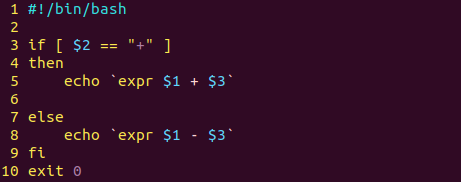 1 #!/bin/bash
2
3 if [ $2 == "+" ]
4 then
5     echo `expr $1 + $3`
6
7 else
8     echo `expr $1 - $3`
9 fi
10 exit 0